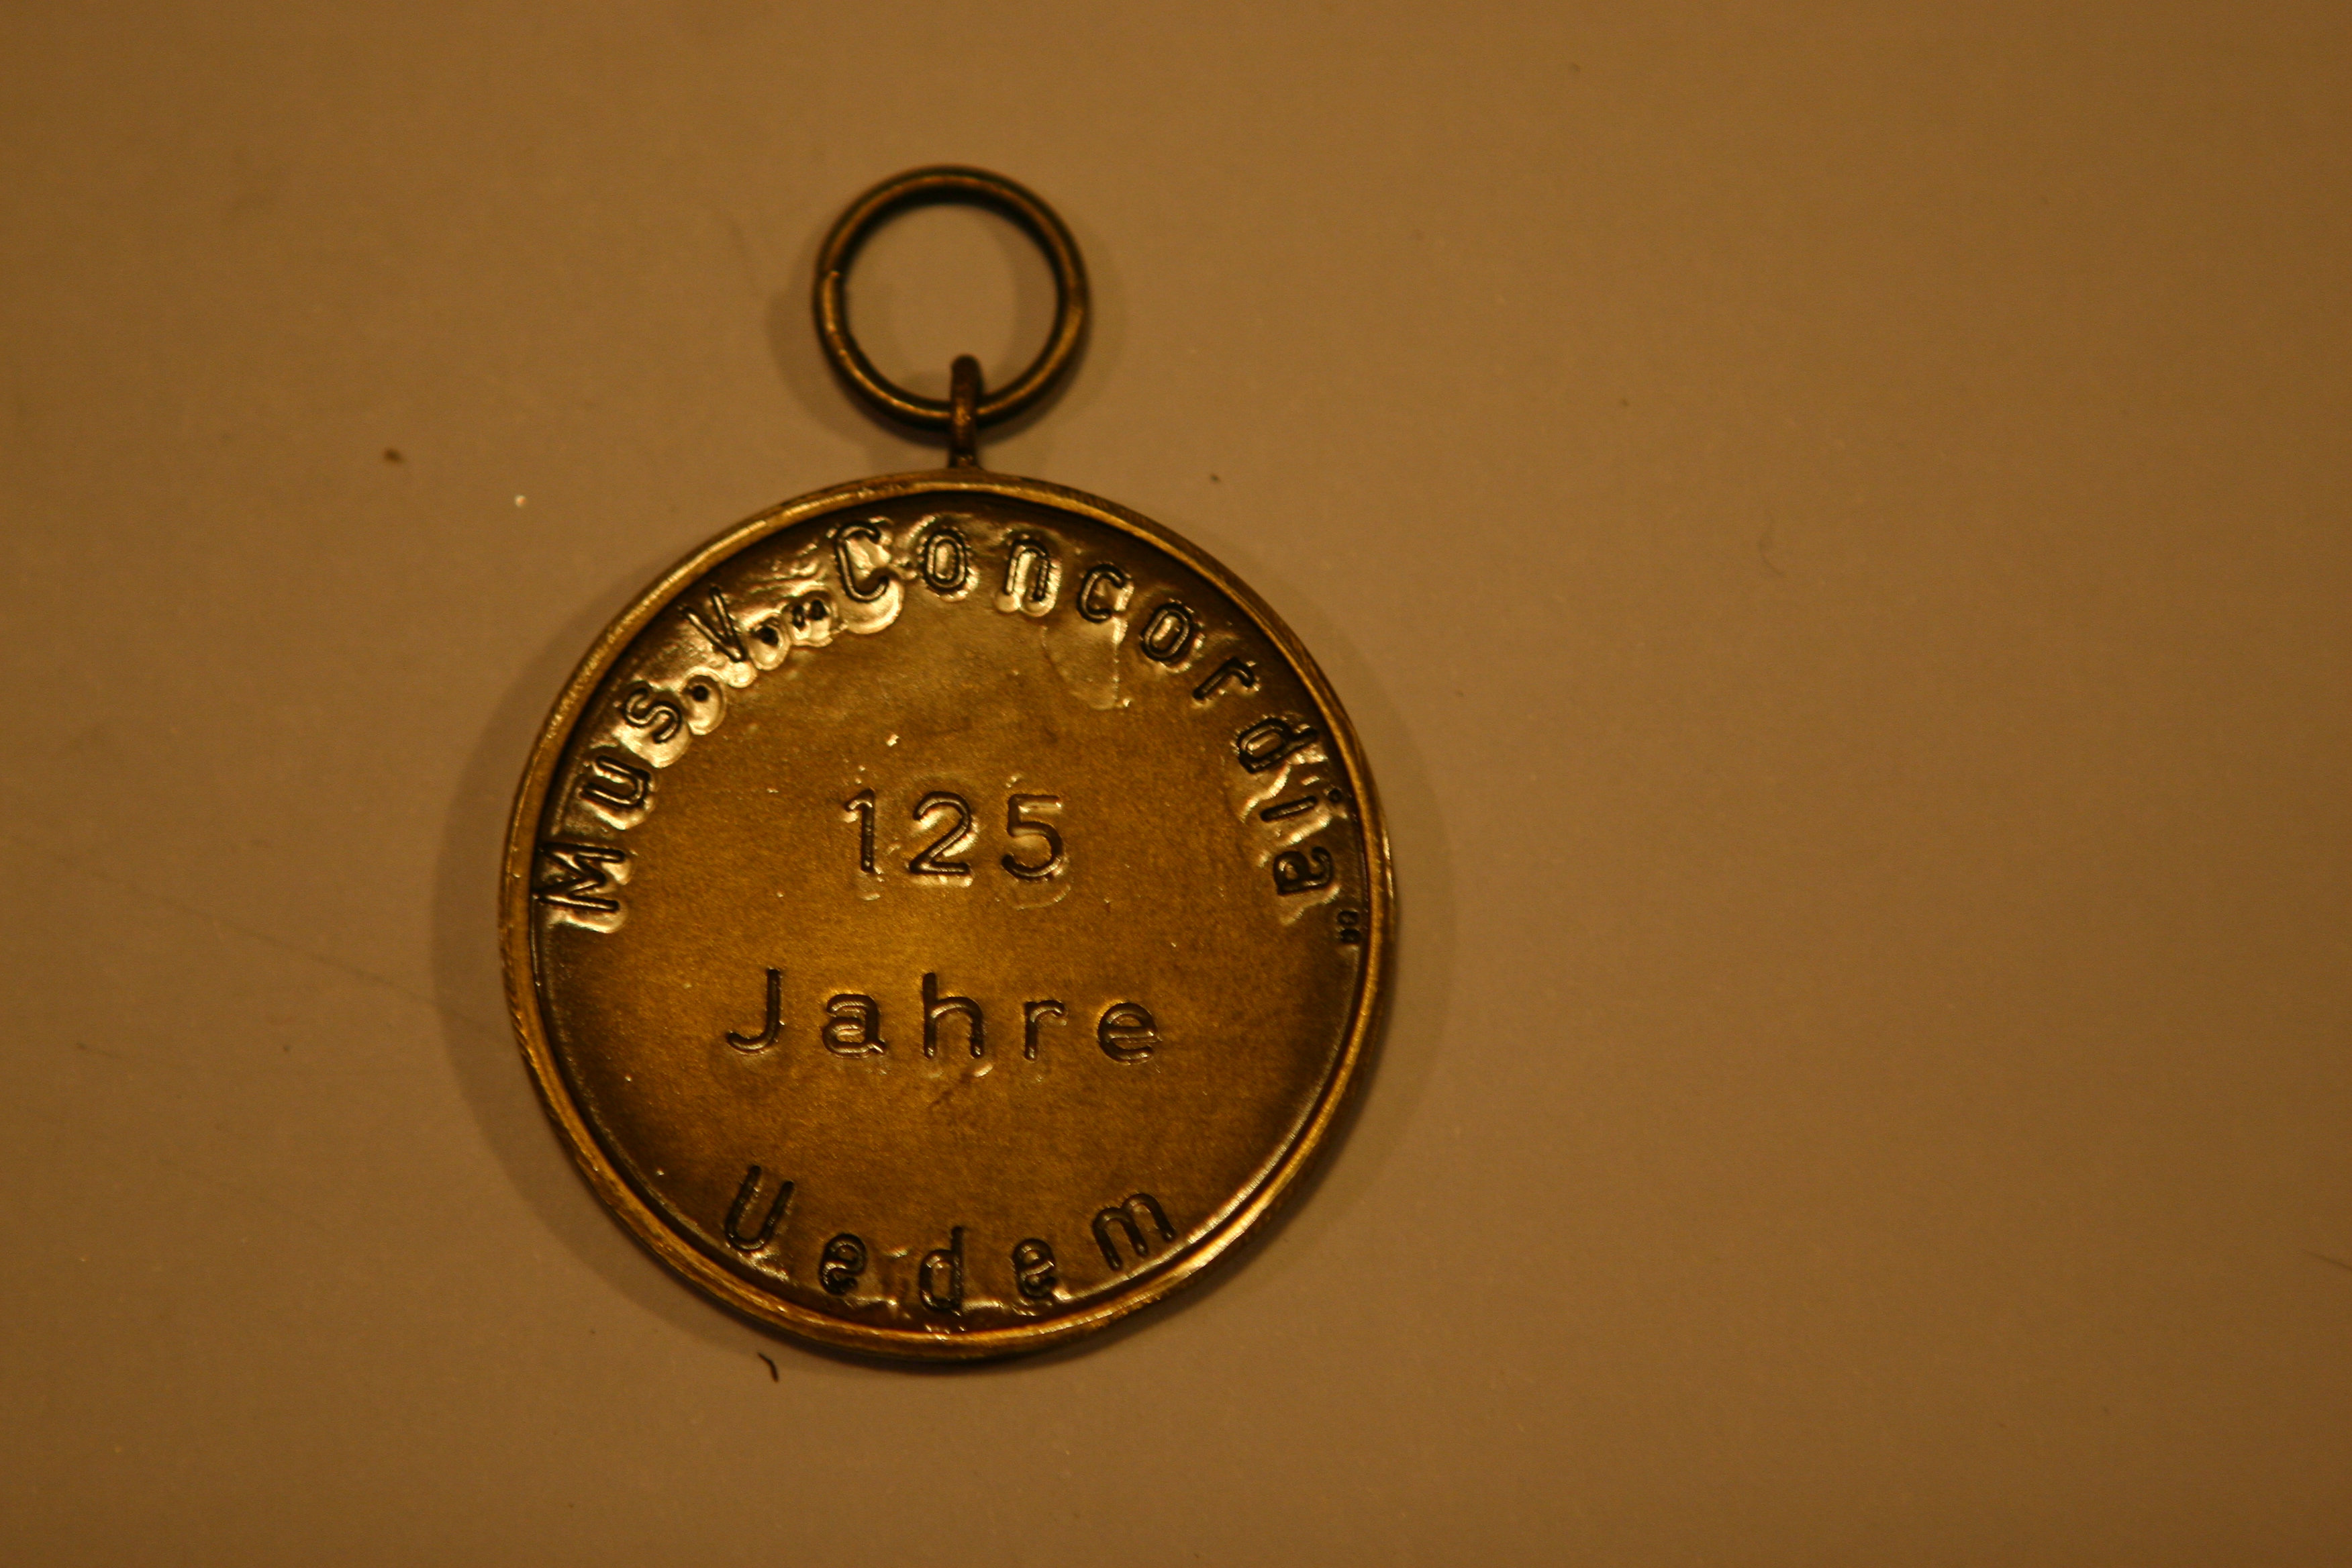 Mus.V. „Concordia“
125
Jahre
Uedem